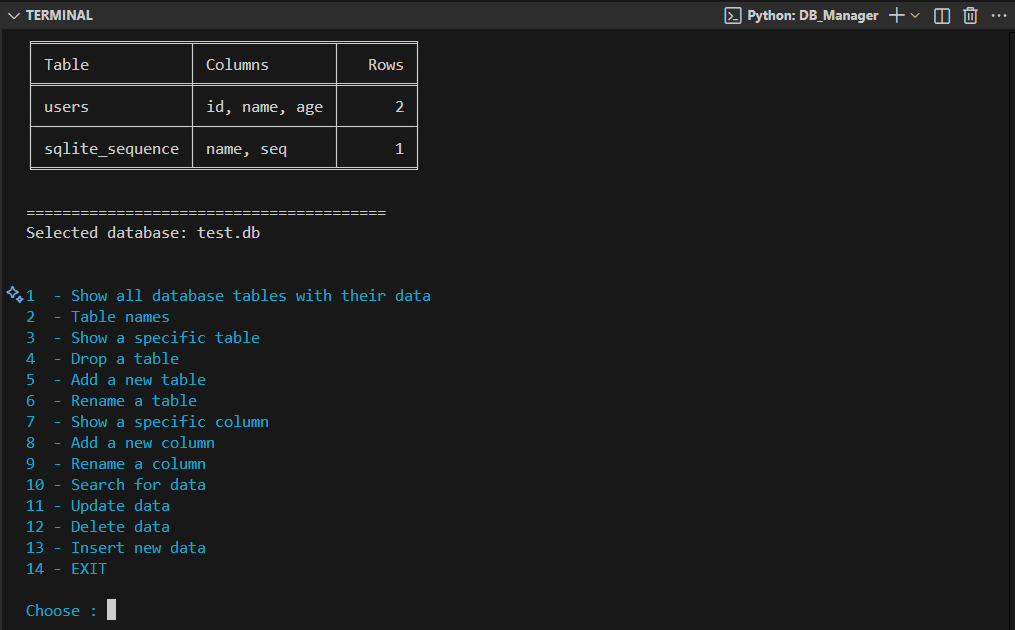 TERMINAL
Python: DB_Manager
Table Columns Rows
users id, name, age 2
sqlite_sequence name, seq 1
========================================
Selected database: test.db
1 - Show all database tables with their data
2 - Table names
3 - Show a specific table
4 - Drop a table
5 - Add a new table
6 - Rename a table
7 - Show a specific column
8 - Add a new column
9 - Rename a column
10 - Search for data
11 - Update data
12 - Delete data
13 - Insert new data
14 - EXIT
Choose :